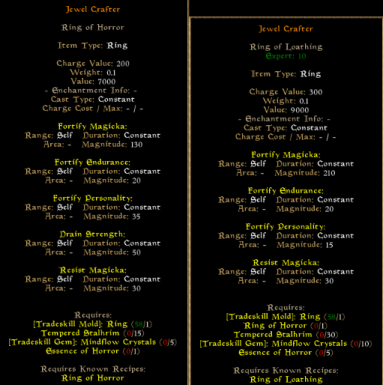 Jewel Crafter
Ring of Horror
Item Type: Ring
Charge Value: 200
Weight: 0.1
Value: 7000
- Enchantment Info: -
Cast Type: Constant
Charge Cost / Max: - / -
Fortify Magicka:
Range: Self Duration: Constant
Area: - Magnitude: 130
Fortify Endurance:
Range: Self Duration: Constant
Area: - Magnitude: 20
Fortify Personality:
Range: Self Duration: Constant
Area: - Magnitude: 35
Drain Strength:
Range: Self Duration: Constant
Area: - Magnitude: 50
Resist Magicka:
Range: Self Duration: Constant
Area: - Magnitude: 30
Requires:
[Tradeskill Mold]: Ring (58/1)
Tempered Stalhrim (0/15)
[Tradeskill Gem]: Mindflow Crystals (0/5)
Essence of Horror (0/1)
Requires Known Recipes:
Ring of Horror
Jewel Crafter
Ring of Loathing
Expert: 10
Item Type: Ring
Charge Value: 300
Weight: 0.1
Value: 9000
- Enchantment Info: -
Cast Type: Constant
Charge Cost / Max: - / -
Fortify Magicka:
Range: Self Duration: Constant
Area: - Magnitude: 210
Fortify Endurance:
Range: Self Duration: Constant
Area: - Magnitude: 20
Fortify Personality:
Range: Self Duration: Constant
Area: - Magnitude: 15
Resist Magicka:
Range: Self Duration: Constant
Area: - Magnitude: 30
Requires:
[Tradeskill Mold]: Ring (58/1)
Ring of Horror (0/1)
Tempered Stalhrim (0/30)
[Tradeskill Gem]: Mindflow Crystals (0/10)
Essence of Horror (0/5)
Requires Known Recipes:
Ring of Loathing